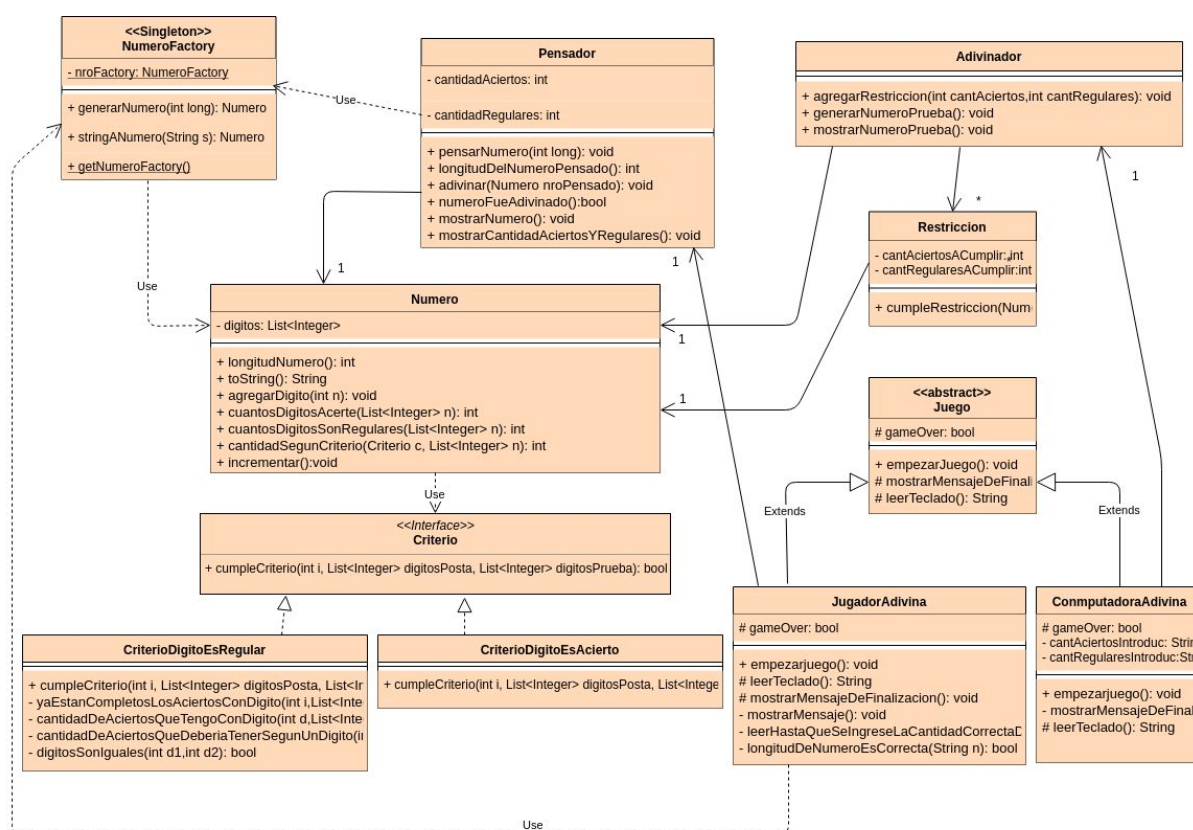 <<Singleton>>
NumeroFactory
- nroFactory: NumeroFactory
+ generarNumero(int long): Numero
+ stringANumero(String s): Numero
+ getNumeroFactory()
Pensador
- cantidadAciertos: int
- cantidadRegulares: int
+ pensarNumero(int long): void
+ longitudDelNumeroPensado(): int
+ adivinar(Numero nroPensado): void
+ numeroFueAdivinado():bool
+ mostrarNumero(): void
+ mostrarCantidadAciertosYRegulares(): void
Adivinador
+ agregarRestriccion(int cantAciertos,int cantRegulares): void
+ generarNumeroPrueba(): void
+ mostrarNumeroPrueba(): void
Use
1
*
Restriccion
- cantAciertosACumplir: int
- cantRegularesACumplir:int
+ cumpleRestriccion(Num
1
1
Use
Numero
- digitos: List<Integer>
+ longitudNumero(): int
+ toString(): String
+ agregarDigito(int n): void
+ cuantosDigitosAcerte(List<Integer> n): int
+ cuantosDigitosSonRegulares(List<Integer> n): int
+ cantidadSegunCriterio(Criterio c, List<Integer> n): int
+ incrementar():void
1
1
<<abstract>>
Juego
# gameOver: bool
+ empezarJuego(): void
# mostrarMensajeDeFinali
# leerTeclado(): String
Use
Extends
Extends
<<Interface>>
Criterio
+ cumpleCriterio(int i, List<Integer> digitosPosta, List<Integer> digitosPrueba): bool
CriterioDigitoEsRegular
+ cumpleCriterio(int i, List<Integer> digitosPosta, List<Ir
- yaEstanCompletosLosAciertosConDigito(int i,List<Inte
- cantidadDeAciertosQueTengoConDigito(int d,List<Inte
- cantidadDeAciertosQueDeberiaTenerSegunUnDigito(i
- digitosSonIguales(int d1,int d2): bool
CriterioDigitoEsAcierto
+ cumpleCriterio(int i, List<Integer> digitosPosta, List<Intege
JugadorAdivina
# gameOver: bool
+ empezarjuego(): void
# leerTeclado(): String
# mostrarMensajeDeFinalizacion(): void
- mostrarMensaje(): void
- leerHastaQueSeIngreseLaCantidadCorrectaD
- longitudDeNumeroEsCorrecta(String n): bool
ConmputadoraAdivina
# gameOver: bool
- cantAciertosIntroduc: Strin
- cantRegularesIntroduc:Str
+ empezarjuego(): void
- mostrarMensajeDeFinal
# leerTeclado(): String
Use